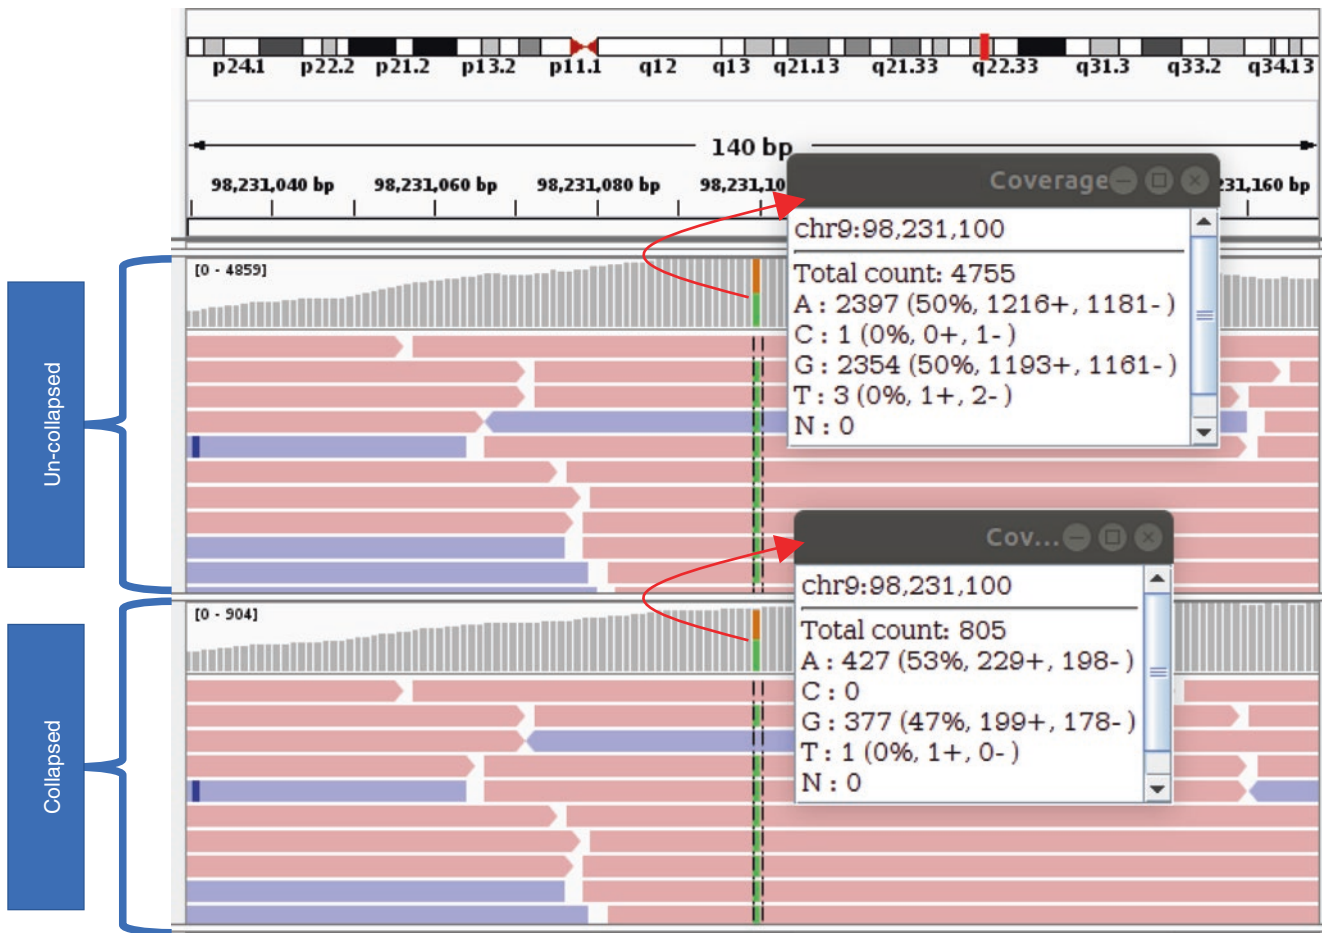 p24.1 p22.2 p21.2 p13.2 p11.1 q12 q13 q21.13 q21.33 q22.33 q31.3 q33.2 q34.13
140 bp
98,231,040 bp 98,231,060 bp 98,231,080 bp 98,231,10 231,160 bp
Coverage
chr9:98,231,100
Total count: 4755
A : 2397 (50%, 1216+, 1181- )
C : 1 (0%, 0+, 1- )
G : 2354 (50%, 1193+, 1161- )
T : 3 (0%, 1+, 2- )
N : 0
[0 - 4859]
Un-collapsed
Cov...
chr9:98,231,100
Total count: 805
A : 427 (53%, 229+, 198- )
C : 0
G : 377 (47%, 199+, 178- )
T : 1 (0%, 1+, 0- )
N : 0
[0 - 904]
Collapsed